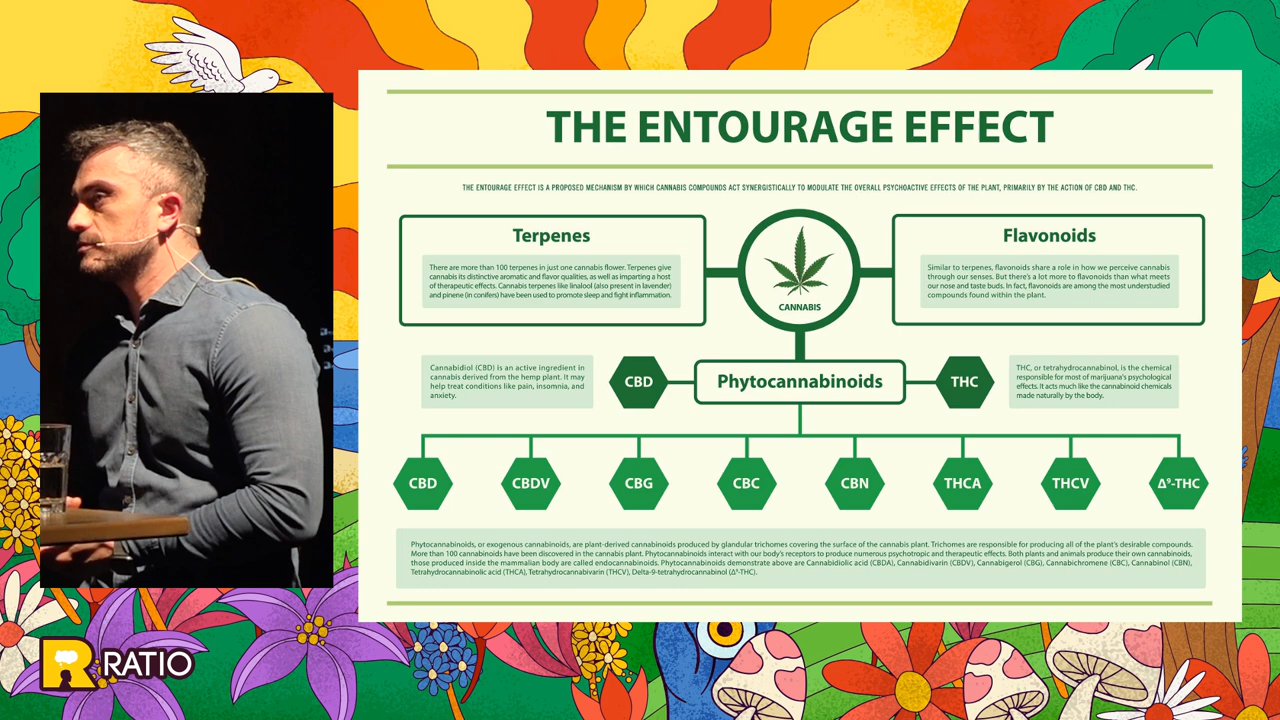 THE ENTOURAGE EFFECT
THE ENTOURAGE EFFECT IS A PROPOSED MECHANISM BY WHICH CANNABIS COMPOUNDS ACT SYNERGISTICALLY TO MODULATE THE OVERALL PSYCHOACTIVE EFFECTS OF THE PLANT, PRIMARILY BY THE ACTION OF CBD AND THC.
Terpenes
There are more than 100 terpenes in just one cannabis flower. Terpenes give
cannabis its distinctive aromatic and flavor qualities, as well as imparting a host
of therapeutic effects. Cannabis terpenes like linalool (also present in lavender)
and pinene (in conifers) have been used to promote sleep and fight inflammation.
CANNABIS
Flavonoids
Similar to terpenes, flavonoids share a role in how we perceive cannabis
through our senses. But there's a lot more to flavonoids than what meets
our nose and taste buds. In fact, flavonoids are among the most understudied
compounds found within the plant.
Cannabidiol (CBD) is an active ingredient in
cannabis derived from the hemp plant. It may
help treat conditions like pain, insomnia, and
anxiety.
CBD
Phytocannabinoids
THC
THC, or tetrahydrocannabinol, is the chemical
responsible for most of marijuana's psychological
effects. It acts much like the cannabinoid chemicals
made naturally by the body.
CBD
CBDV
CBG
CBC
CBN
THCA
THCV
Δ⁹-THC
Phytocannabinoids, or exogenous cannabinoids, are plant-derived cannabinoids produced by glandular trichomes covering the surface of the cannabis plant. Trichomes are responsible for producing all of the plant's desirable compounds.
More than 100 cannabinoids have been discovered in the cannabis plant. Phytocannabinoids interact with our body's receptors to produce numerous psychotropic and therapeutic effects. Both plants and animals produce their own cannabinoids,
those produced inside the mammalian body are called endocannabinoids. Phytocannabinoids demonstrate above are Cannabidiolic acid (CBDA), Cannabidivarin (CBDV), Cannabigerol (CBG), Cannabichromene (CBC), Cannabinol (CBN),
Tetrahydrocannabinolic acid (THCA), Tetrahydrocannabivarin (THCV), Delta-9-tetrahydrocannabinol (Δ⁹-THC).
R RATIO